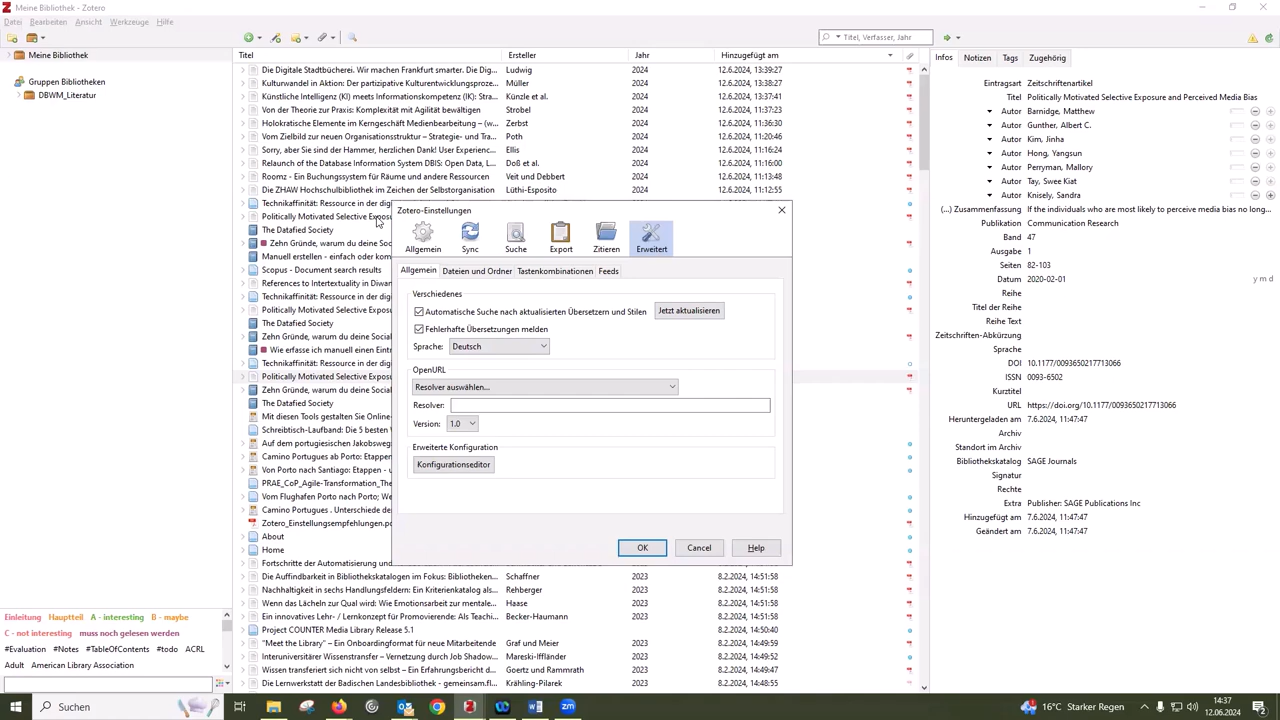 Meine Bibliothek - Zotero
Datei Bearbeiten Ansicht Werkzeuge Hilfe
Titel, Verfasser, Jahr
Meine Bibliothek
Gruppen Bibliotheken
DBWM_Literatur
Titel Ersteller Jahr Hinzugefügt am
Die Digitale Stadtbücherei. Wir machen Frankfurt smarter. Die Dig... Ludwig 2024 12.6.2024, 13:39:27
Kulturwandel in Aktion: Der partizipative Kulturentwicklungsproze... Müller 2024 12.6.2024, 11:38:43
Künstliche Intelligenz (KI) meets Informationskompetenz (IK): Stra... Künzle et al. 2024 12.6.2024, 11:37:41
Von der Theorie zur Praxis: Komplexität mit Agilität bewältigen Strobel 2024 12.6.2024, 11:37:23
Holokratische Elemente im Kerngeschäft Medienbearbeitung – (w... Zerbst 2024 12.6.2024, 11:36:30
Vom Zielbild zur neuen Organisationsstruktur – Strategie- und Tra... Poth 2024 12.6.2024, 11:20:46
Sorry, aber Sie sind der Hammer, herzlichen Dank! User Experienc... Ellis 2024 12.6.2024, 11:16:24
Relaunch of the Database Information System DBIS: Open Data, L... Doß et al. 2024 12.6.2024, 11:16:00
Roomz - Ein Buchungssystem für Räume und andere Ressourcen Veit und Debbert 2024 12.6.2024, 11:13:48
Die ZHAW Hochschulbibliothek im Zeichen der Selbstorganisation Lüthi-Esposito 2024 12.6.2024, 11:12:55
Technikaffinität: Ressource in der dig
Politically Motivated Selective Expos
The Datafied Society
Zehn Gründe, warum du deine Soc
Manuell erstellen - einfach oder kom
Scopus - Document search results
References to Intertextuality in Diwan
Technikaffinität: Ressource in der dig
Politically Motivated Selective Expos
The Datafied Society
Zehn Gründe, warum du deine Social
Wie erfasse ich manuell einen Eintr
Technikaffinität: Ressource in der dig
Politically Motivated Selective Expos
Zehn Gründe, warum du deine Social
The Datafied Society
Mit diesen Tools gestalten Sie Online-
Schreibtisch-Laufband: Die 5 besten
Auf dem portugiesischen Jakobsweg
Camino Portugues ab Porto: Etappen
Von Porto nach Santiago: Etappen - u
PRAE_CoP_Agile-Transformation_The
Vom Flughafen Porto nach Porto; We
Camino Portugues . Unterschiede de
Zotero_Einstellungsempfehlungen.pd
About
Home
Fortschritte der Automatisierung und
Die Auffindbarkeit in Bibliothekskatalogen im Fokus: Bibliotheken... Schaffner 2023 8.2.2024, 14:51:58
Nachhaltigkeit in sechs Handlungsfeldern: Ein Kriterienkatalog als... Rehberger 2023 8.2.2024, 14:51:58
Wenn das Lächeln zur Qual wird: Wie Emotionsarbeit zur mentale... Haase 2023 8.2.2024, 14:51:58
Ein innovatives Lehr- / Lernkonzept für Promovierende: Als Teachi... Becker-Haumann 2023 8.2.2024, 14:51:58
Project COUNTER Media Library Release 5.1 8.2.2024, 14:50:40
"Meet the Library" – Ein Onboardingformat für neue Mitarbeitende Graf und Meier 2023 8.2.2024, 14:49:59
Interuniversitärer Wissenstransfer – Vernetzung durch Job Shadow... Mareski-Iffländer 2023 8.2.2024, 14:49:53
Wissen transferiert sich nicht von selbst – Ein Erfahrungsbericht d... Goertz und Rammrath 2023 8.2.2024, 14:49:47
Die Lernwerkstatt der Badischen Landesbibliothek - gemeinsam.fl... Krähling-Pilarek 2023 8.2.2024, 14:48:55
Zotero-Einstellungen
Allgemein Sync Suche Export Zitieren Erweitert
Allgemein Dateien und Ordner Tastenkombinationen Feeds
Verschiedenes
Automatische Suche nach aktualisierten Übersetzern und Stilen Jetzt aktualisieren
Fehlerhafte Übersetzungen melden
Sprache: Deutsch
OpenURL
Resolver auswählen...
Resolver:
Version: 1.0
Erweiterte Konfiguration
Konfigurationseditor
OK Cancel Help
Infos Notizen Tags Zugehörig
Eintragsart Zeitschriftenartikel
Titel Politically Motivated Selective Exposure and Perceived Media Bias
Autor Barnidge, Matthew
Autor Gunther, Albert C.
Autor Kim, Jinha
Autor Hong, Yangsun
Autor Perryman, Mallory
Autor Tay, Swee Kiat
Autor Knisely, Sandra
(...) Zusammenfassung If the individuals who are most likely to perceive media bias no long...
Publikation Communication Research
Band 47
Ausgabe 1
Seiten 82-103
Datum 2020-02-01 y m d
Reihe
Titel der Reihe
Reihe Text
Zeitschriften-Abkürzung
Sprache
DOI 10.1177/0093650217713066
ISSN 0093-6502
Kurztitel
URL https://doi.org/10.1177/0093650217713066
Heruntergeladen am 7.6.2024, 11:47:47
Archiv
Standort im Archiv
Bibliothekskatalog SAGE Journals
Signatur
Rechte
Extra Publisher: SAGE Publications Inc
Hinzugefügt am 7.6.2024, 11:47:47
Geändert am 7.6.2024, 11:47:47
Einleitung Hauptteil A - interesting B - maybe
C - not interesting muss noch gelesen werden
#Evaluation #Notes #TableOfContents #todo ACRL
Adult American Library Association
Suchen
16°C Starker Regen
14:37
12.06.2024